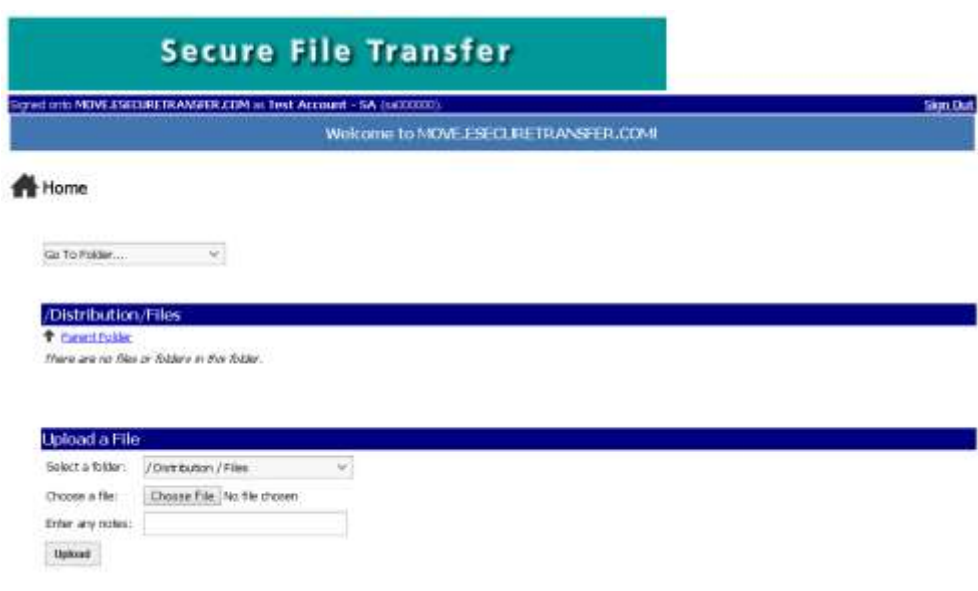 Secure File Transfer
Signed onto MOVE.ESECURETRANSFER.COM as Test Account - SA (sa000000).
Sign Out
Welcome to MOVE.ESECURETRANSFER.COM!
Home
Go To Folder....
/Distribution/Files
Parent Folder
There are no files or folders in this folder.
Upload a File
Select a folder: / Distribution / Files
Choose a file: Choose File No file chosen
Enter any notes:
Upload